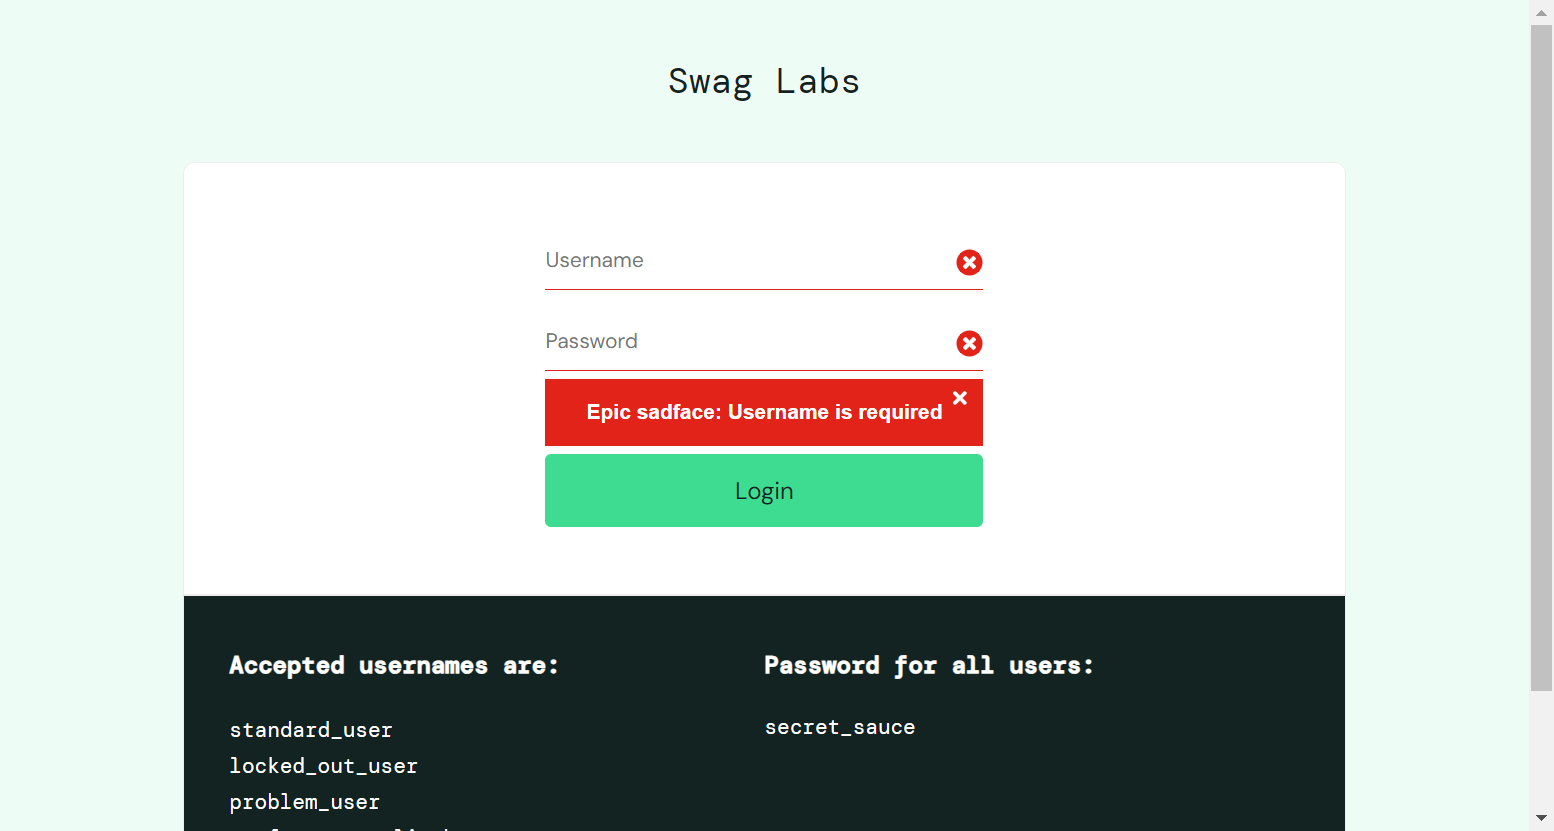 Swag Labs
Username
Password
Epic sadface: Username is required
Login
Accepted usernames are:
standard_user
locked_out_user
problem_user
Password for all users:
secret_sauce